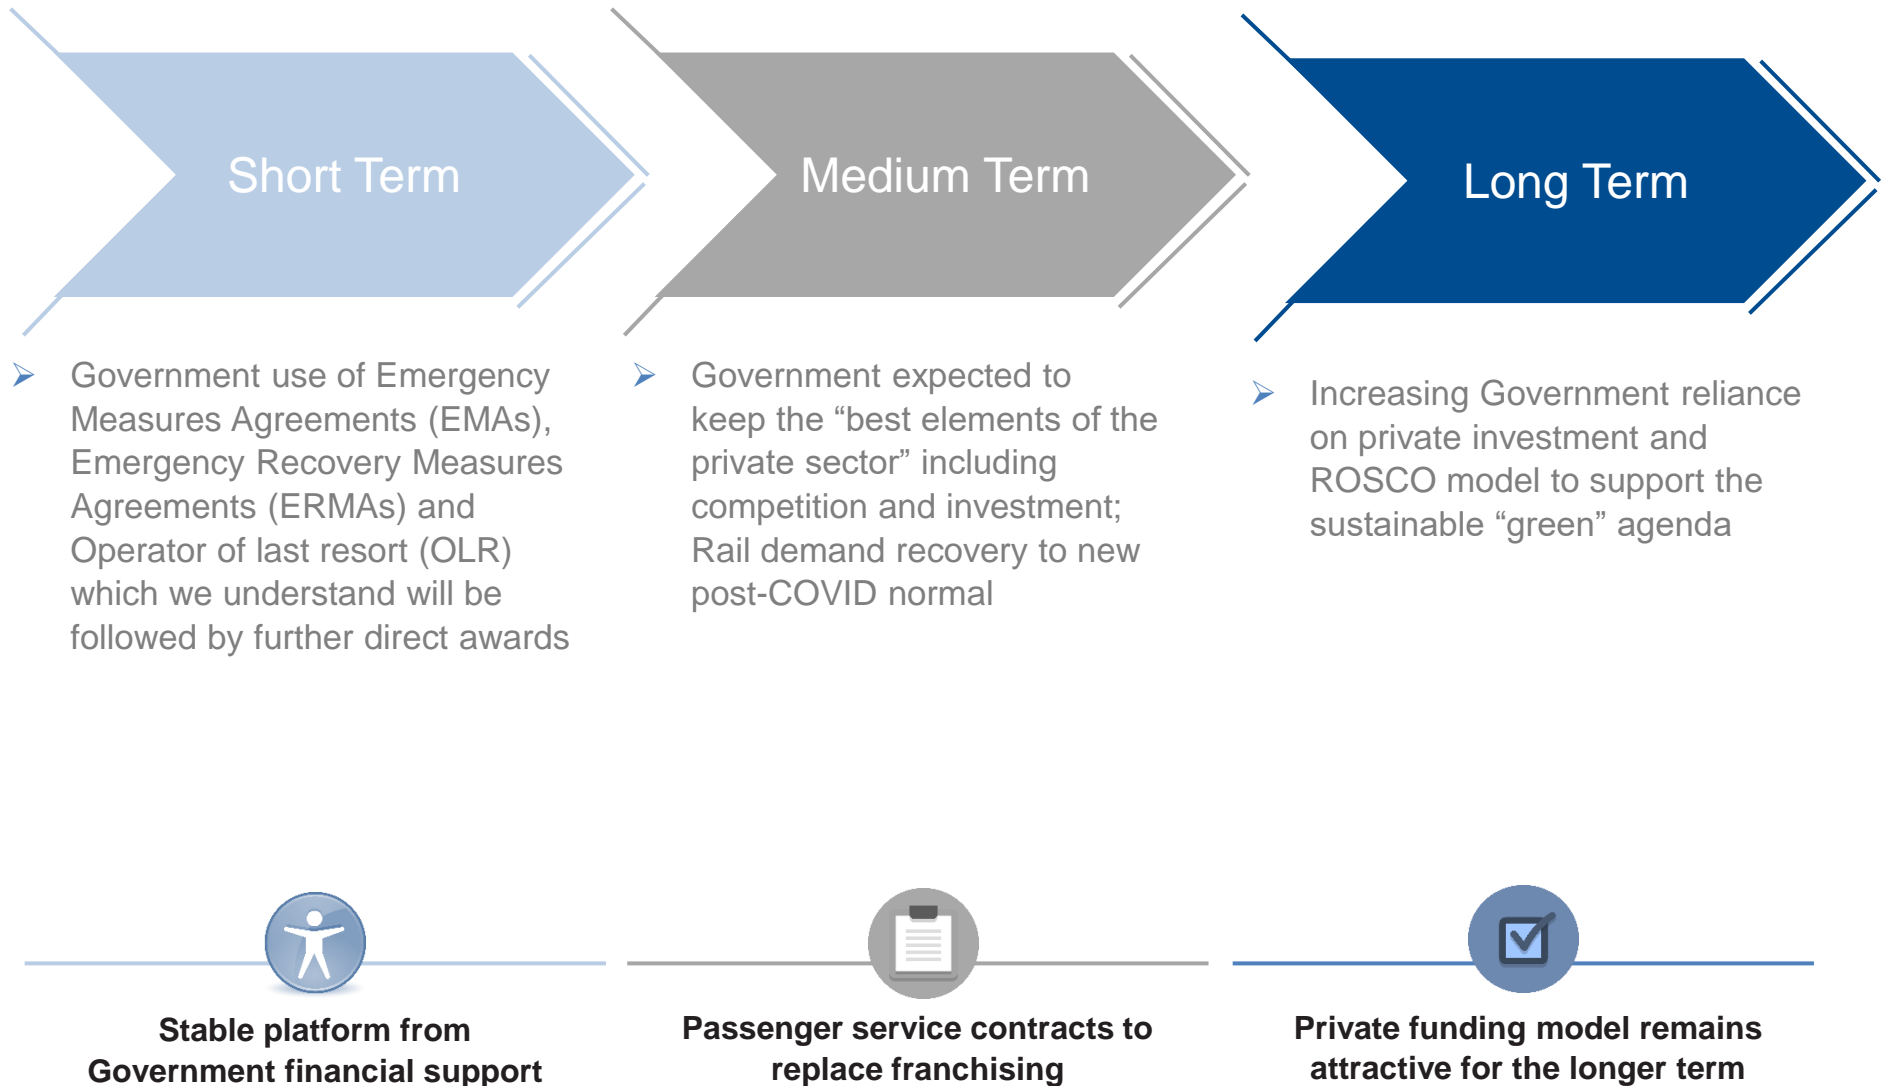 Short Term
Medium Term
Long Term
Government use of Emergency
Measures Agreements (EMAs),
Emergency Recovery Measures
Agreements (ERMAs) and
Operator of last resort (OLR)
which we understand will be
followed by further direct awards
Government expected to
keep the “best elements of the
private sector” including
competition and investment;
Rail demand recovery to new
post-COVID normal
Increasing Government reliance
on private investment and
ROSCO model to support the
sustainable “green” agenda
Stable platform from
Government financial support
Passenger service contracts to
replace franchising
Private funding model remains
attractive for the longer term